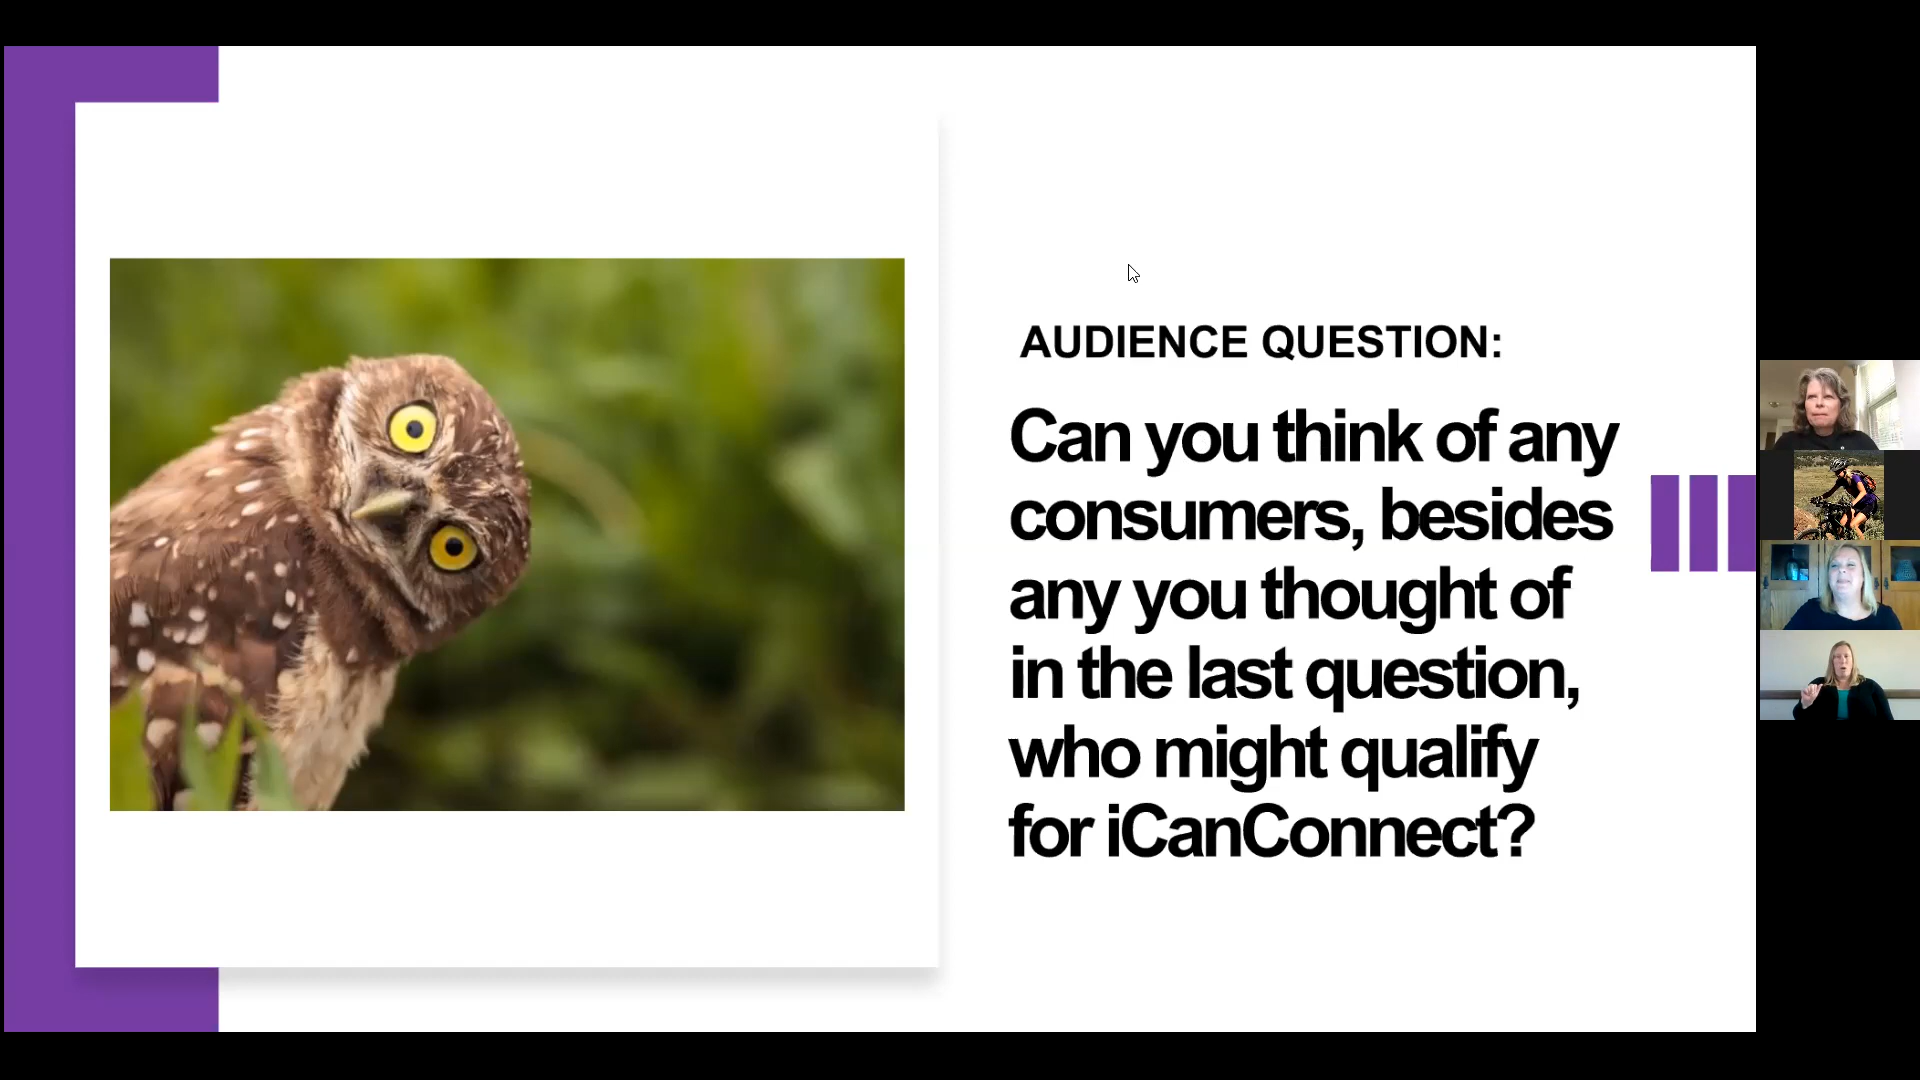 AUDIENCE QUESTION:
Can you think of any
consumers, besides
any you thought of
in the last question,
who might qualify
for iCanConnect?